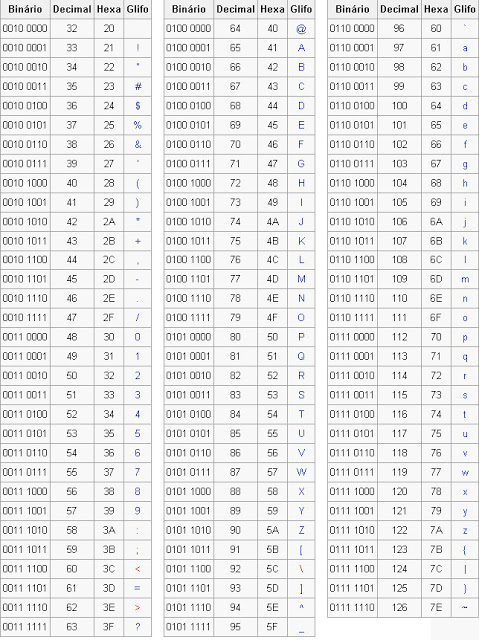 Binário Decimal Hexa Glifo
0010 0000 32 20
0010 0001 33 21 !
0010 0010 34 22 "
0010 0011 35 23 #
0010 0100 36 24 $
0010 0101 37 25 %
0010 0110 38 26 &
0010 0111 39 27 '
0010 1000 40 28 (
0010 1001 41 29 )
0010 1010 42 2A *
0010 1011 43 2B +
0010 1100 44 2C ,
0010 1101 45 2D -
0010 1110 46 2E .
0010 1111 47 2F /
0011 0000 48 30 0
0011 0001 49 31 1
0011 0010 50 32 2
0011 0011 51 33 3
0011 0100 52 34 4
0011 0101 53 35 5
0011 0110 54 36 6
0011 0111 55 37 7
0011 1000 56 38 8
0011 1001 57 39 9
0011 1010 58 3A :
0011 1011 59 3B ;
0011 1100 60 3C <
0011 1101 61 3D =
0011 1110 62 3E >
0011 1111 63 3F ?
Binário Decimal Hexa Glifo
0100 0000 64 40 @
0100 0001 65 41 A
0100 0010 66 42 B
0100 0011 67 43 C
0100 0100 68 44 D
0100 0101 69 45 E
0100 0110 70 46 F
0100 0111 71 47 G
0100 1000 72 48 H
0100 1001 73 49 I
0100 1010 74 4A J
0100 1011 75 4B K
0100 1100 76 4C L
0100 1101 77 4D M
0100 1110 78 4E N
0100 1111 79 4F O
0101 0000 80 50 P
0101 0001 81 51 Q
0101 0010 82 52 R
0101 0011 83 53 S
0101 0100 84 54 T
0101 0101 85 55 U
0101 0110 86 56 V
0101 0111 87 57 W
0101 1000 88 58 X
0101 1001 89 59 Y
0101 1010 90 5A Z
0101 1011 91 5B [
0101 1100 92 5C \
0101 1101 93 5D ]
0101 1110 94 5E ^
0101 1111 95 5F _
Binário Decimal Hexa Glifo
0110 0000 96 60 `
0110 0001 97 61 a
0110 0010 98 62 b
0110 0011 99 63 c
0110 0100 100 64 d
0110 0101 101 65 e
0110 0110 102 66 f
0110 0111 103 67 g
0110 1000 104 68 h
0110 1001 105 69 i
0110 1010 106 6A j
0110 1011 107 6B k
0110 1100 108 6C l
0110 1101 109 6D m
0110 1110 110 6E n
0110 1111 111 6F o
0111 0000 112 70 p
0111 0001 113 71 q
0111 0010 114 72 r
0111 0011 115 73 s
0111 0100 116 74 t
0111 0101 117 75 u
0111 0110 118 76 v
0111 0111 119 77 w
0111 1000 120 78 x
0111 1001 121 79 y
0111 1010 122 7A z
0111 1011 123 7B {
0111 1100 124 7C |
0111 1101 125 7D }
0111 1110 126 7E ~